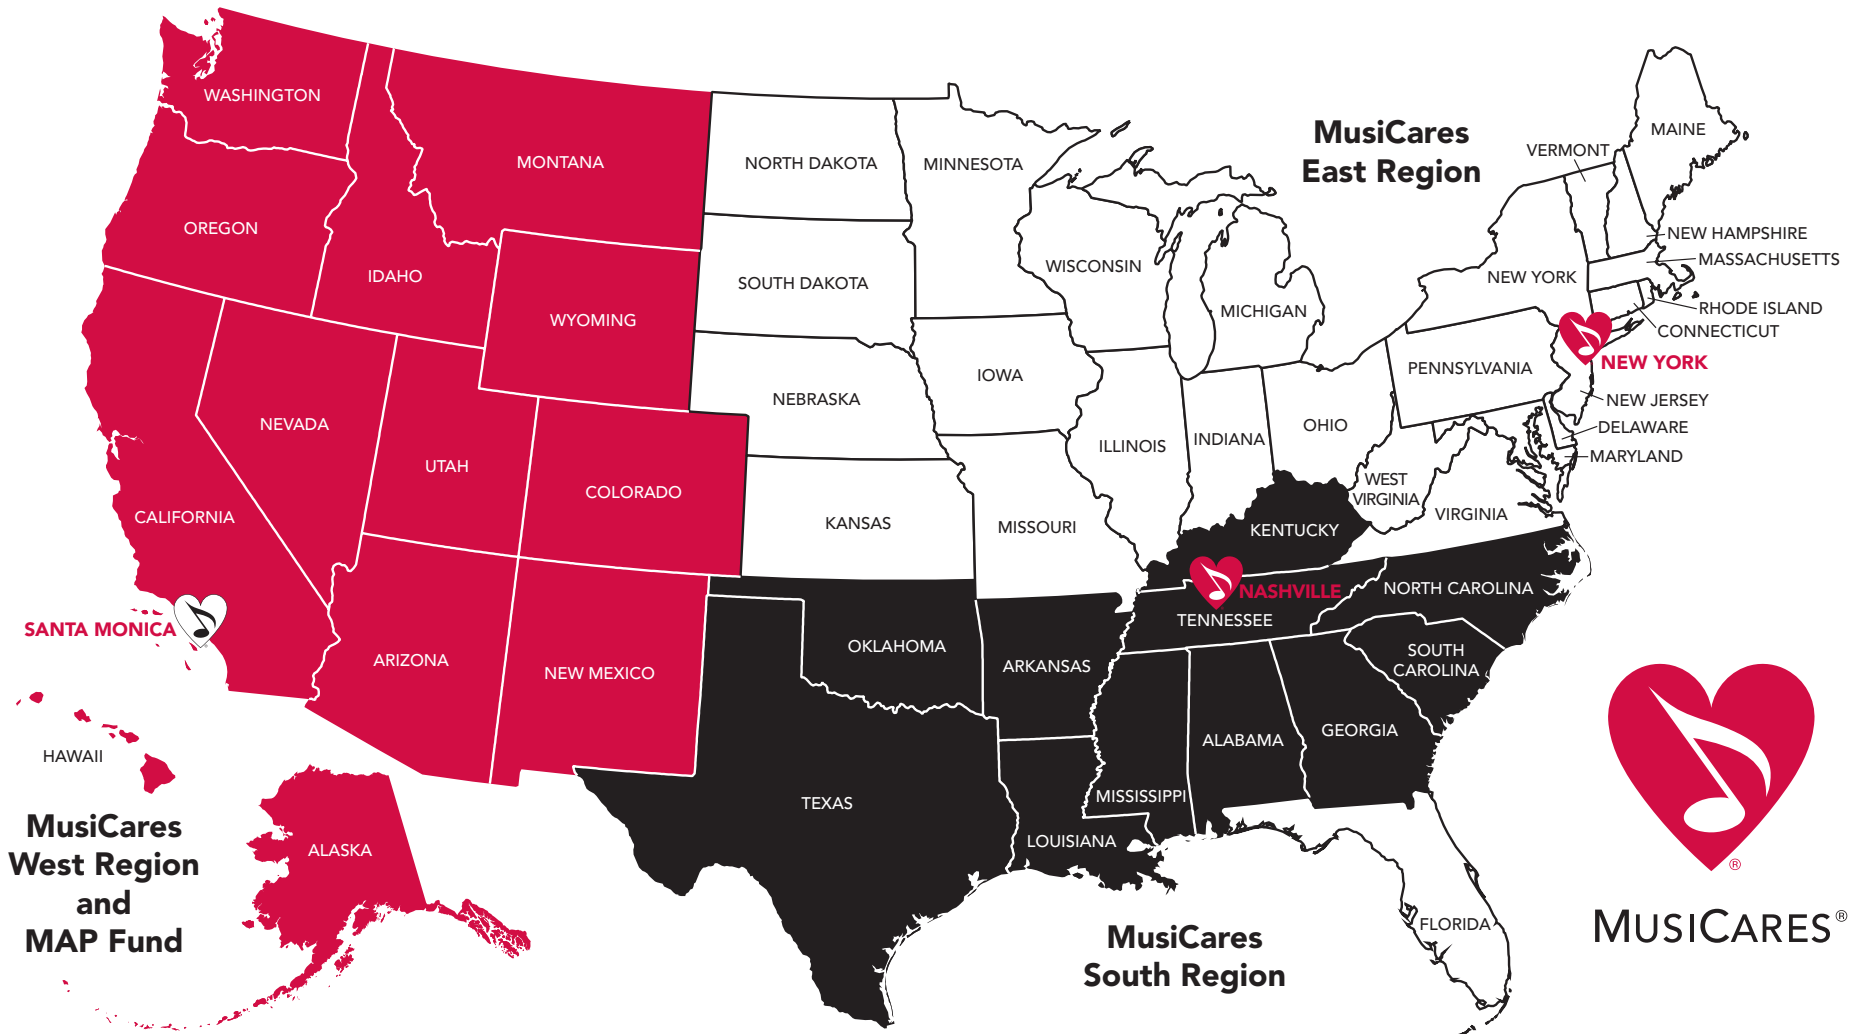 WASHINGTON
MONTANA
OREGON
IDAHO
WYOMING
NEVADA
UTAH
COLORADO
CALIFORNIA
SANTA MONICA
®
ARIZONA
NEW MEXICO
HAWAII
ALASKA
MusiCares
West Region
and
MAP Fund
NORTH DAKOTA
MINNESOTA
SOUTH DAKOTA
WISCONSIN
MICHIGAN
NEBRASKA
IOWA
ILLINOIS
INDIANA
OHIO
KANSAS
MISSOURI
MusiCares
East Region
MAINE
VERMONT
NEW HAMPSHIRE
MASSACHUSETTS
NEW YORK
RHODE ISLAND
CONNECTICUT
NEW YORK
PENNSYLVANIA
NEW JERSEY
DELAWARE
MARYLAND
WEST
VIRGINIA
VIRGINIA
KENTUCKY
NASHVILLE
TENNESSEE
NORTH CAROLINA
SOUTH
CAROLINA
OKLAHOMA
ARKANSAS
TEXAS
LOUISIANA
MISSISSIPPI
ALABAMA
GEORGIA
FLORIDA
MusiCares
South Region
®
MUSICARES®